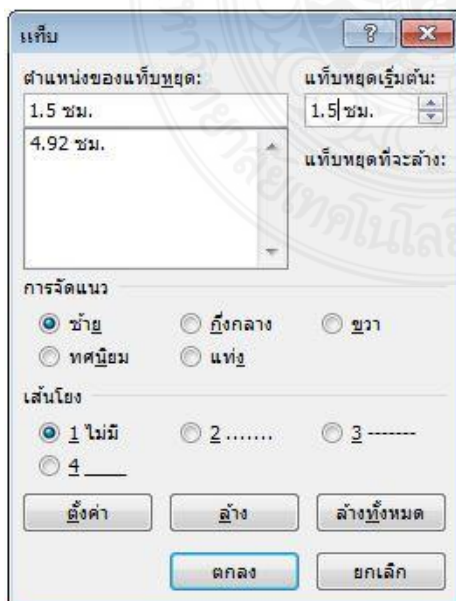 แท็บ
ตำแหน่งของแท็บหยุด: แท็บหยุดเริ่มต้น:
1.5 ซม. 1.5 ซม.
4.92 ซม. แท็บหยุดที่จะล้าง:
การจัดแนว
ซ้าย กึ่งกลาง ขวา
ทศนิยม แท่ง
เส้นโยง
1 ไม่มี 2 ....... 3 -------
4 ____
ตั้งค่า ล้าง ล้างทั้งหมด
ตกลง ยกเลิก